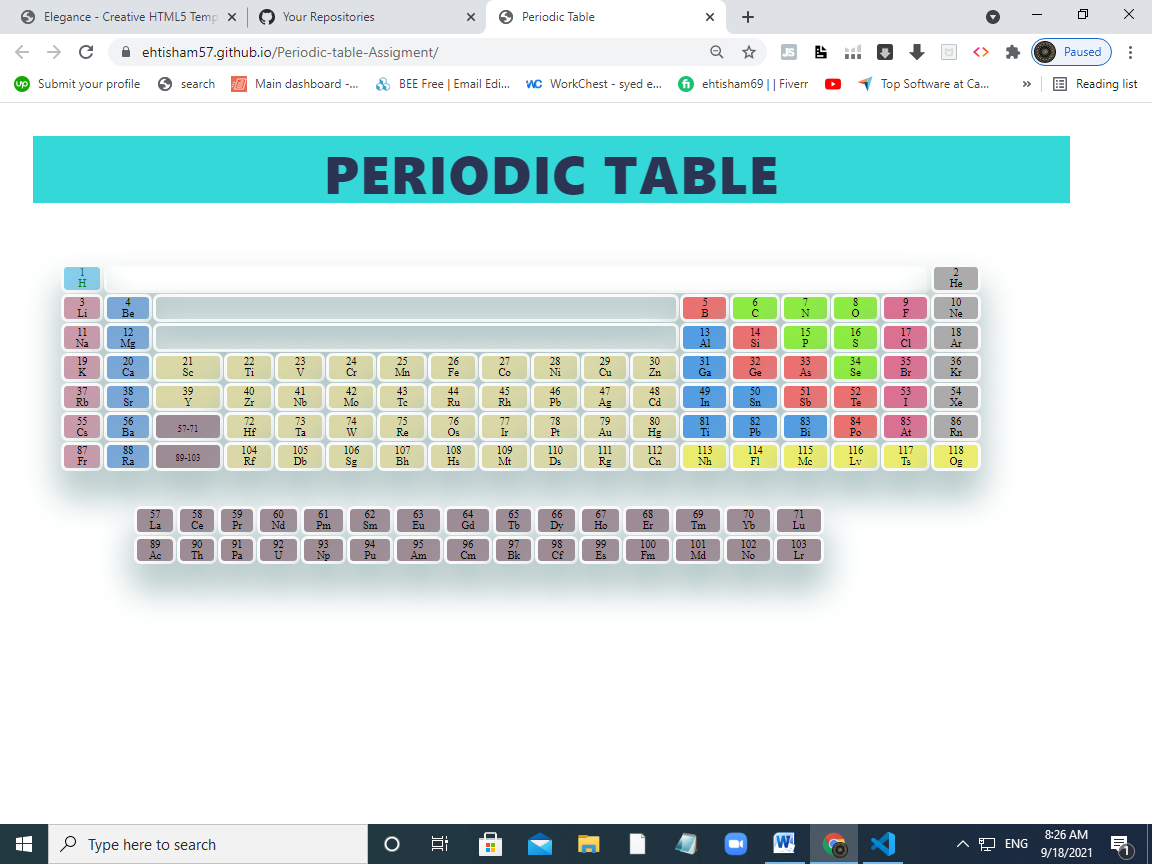 Elegance - Creative HTML5 Temp
Your Repositories
Periodic Table
ehtisham57.github.io/Periodic-table-Assigment/
JS
Paused
up Submit your profile
search
Main dashboard -...
BEE Free | Email Edi...
WC WorkChest - syed e...
fi ehtisham69 | | Fiverr
Top Software at Ca...
»
Reading list
PERIODIC TABLE
1 2
H He
3 4 5 6 7 8 9 10
Li Be B C N O F Ne
11 12 13 14 15 16 17 18
Na Mg Al Si P S Cl Ar
19 20 21 22 23 24 25 26 27 28 29 30 31 32 33 34 35 36
K Ca Sc Ti V Cr Mn Fe Co Ni Cu Zn Ga Ge As Se Br Kr
37 38 39 40 41 42 43 44 45 46 47 48 49 50 51 52 53 54
Rb Sr Y Zr Nb Mo Tc Ru Rh Pb Ag Cd In Sn Sb Te I Xe
55 56 57-71 72 73 74 75 76 77 78 79 80 81 82 83 84 85 86
Cs Ba Hf Ta W Re Os Ir Pt Au Hg Ti Pb Bi Po At Rn
87 88 89-103 104 105 106 107 108 109 110 111 112 113 114 115 116 117 118
Fr Ra Rf Db Sg Bh Hs Mt Ds Rg Cn Nh Fl Mc Lv Ts Og
57 58 59 60 61 62 63 64 65 66 67 68 69 70 71
La Ce Pr Nd Pm Sm Eu Gd Tb Dy Ho Er Tm Yb Lu
89 90 91 92 93 94 95 96 97 98 99 100 101 102 103
Ac Th Pa U Np Pu Am Cm Bk Cf Es Fm Md No Lr
Type here to search
W
ENG
8:26 AM
9/18/2021
1